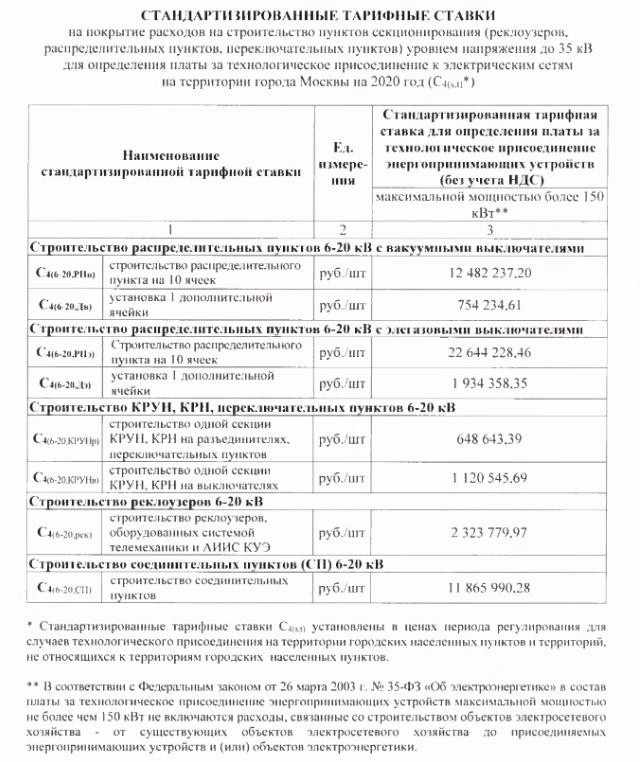 СТАНДАРТИЗИРОВАННЫЕ ТАРИФНЫЕ СТАВКИ
на покрытие расходов на строительство пунктов секционирования (реклоузеров,
распределительных пунктов, переключательных пунктов) уровнем напряжения до 35 кВ
для определения платы за технологическое присоединение к электрическим сетям
на территории города Москвы на 2020 год (С4(s,t)*)
Наименование
стандартизированной тарифной ставки
Ед.
измере-
ния
Стандартизированная тарифная
ставка для определения платы за
технологическое присоединение
энергопринимающих устройств
(без учета НДС)
максимальной мощностью более 150
кВт**
1 2 3
Строительство распределительных пунктов 6-20 кВ с вакуумными выключателями
С4(6-20,РПв) строительство распределительного руб./шт 12 482 237,20
пункта на 10 ячеек
С4(6-20,Дв) установка 1 дополнительной руб./шт 754 234,61
ячейки
Строительство распределительных пунктов 6-20 кВ с элегазовыми выключателями
С4(6-20,РПэ) Строительство распределительного руб./шт 22 644 228,46
пункта на 10 ячеек
С4(6-20,Дэ) установка 1 дополнительной руб./шт 1 934 358,35
ячейки
Строительство КРУН, КРН, переключательных пунктов 6-20 кВ
строительство одной секции
С4(6-20,КРУНр) КРУН, КРН на разъединителях, руб./шт 648 643,39
переключательных пунктов
С4(6-20,КРУНв) строительство одной секции руб./шт 1 120 545,69
КРУН, КРН на выключателях
Строительство реклоузеров 6-20 кВ
строительство реклоузеров,
С4(6-20,рек) оборудованных системой руб./шт 2 323 779,97
телемеханики и АИИС КУЭ
Строительство соединительных пунктов (СП) 6-20 кВ
С4(6-20,СП) строительство соединительных руб./шт 11 865 990,28
пунктов
* Стандартизированные тарифные ставки С4(s,t) установлены в ценах периода регулирования для
случаев технологического присоединения на территории городских населенных пунктов и территорий,
не относящихся к территориям городских населенных пунктов.
** В соответствии с Федеральным законом от 26 марта 2003 г. № 35-ФЗ «Об электроэнергетике» в состав
платы за технологическое присоединение энергопринимающих устройств максимальной мощностью
не более чем 150 кВт не включаются расходы, связанные со строительством объектов электросетевого
хозяйства - от существующих объектов электросетевого хозяйства до присоединяемых
энергопринимающих устройств и (или) объектов электроэнергетики.